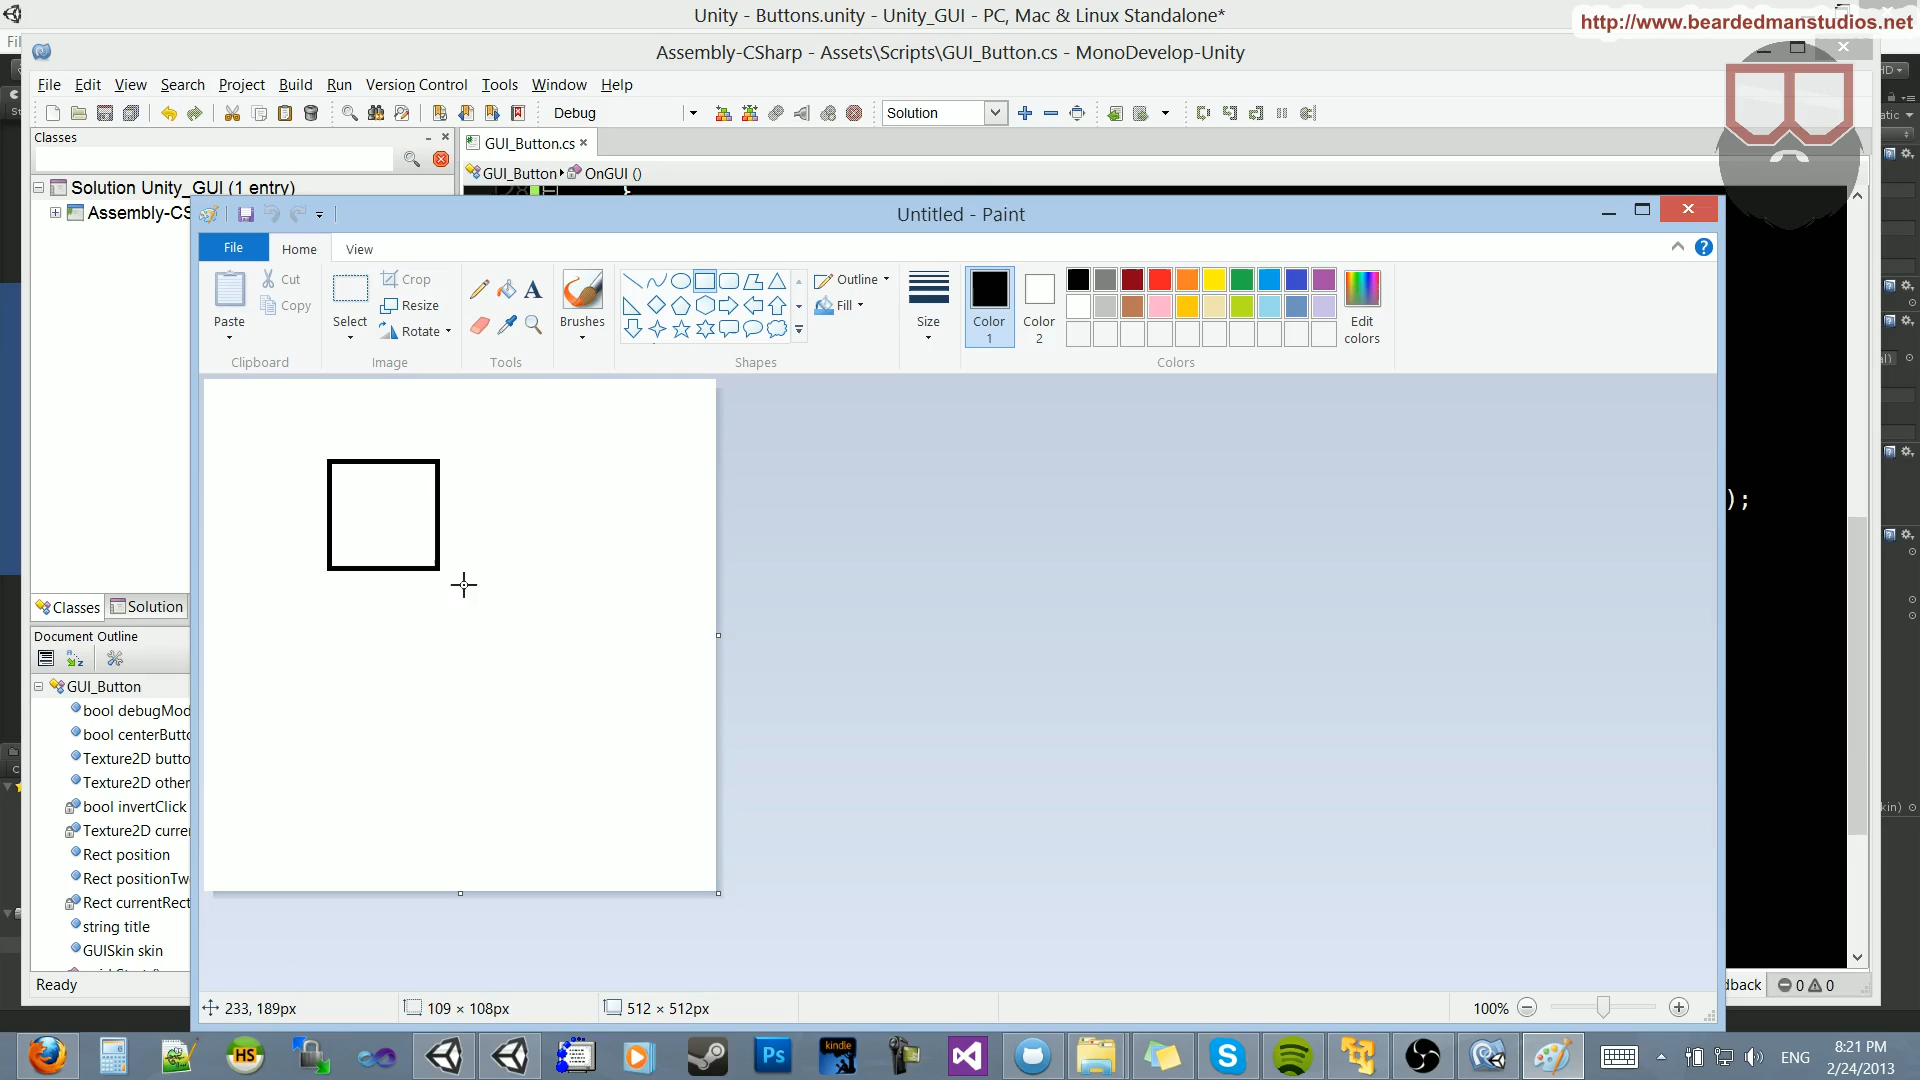 Unity - Buttons.unity - Unity_GUI - PC, Mac & Linux Standalone*
http://www.beardedmanstudios.net
Assembly-CSharp - Assets\Scripts\GUI_Button.cs - MonoDevelop-Unity
File Edit View Search Project Build Run Version Control Tools Window Help
Debug
Solution
Classes
GUI_Button.cs
GUI_Button
OnGUI ()
Solution Unity_GUI (1 entry)
28
}
Assembly-CS
Untitled - Paint
File Home View
Paste
Cut
Copy
Clipboard
Select
Crop
Resize
Rotate
Image
Tools
Brushes
Shapes
Outline
Fill
Size
Color 1
Color 2
Edit colors
Colors
);
Classes
Solution
Document Outline
GUI_Button
bool debugMod
bool centerButto
Texture2D butto
Texture2D other
bool invertClick
Texture2D curre
Rect position
Rect positionTw
Rect currentRect
string title
GUISkin skin
Ready
dback
0
0
233, 189px
109 × 108px
512 × 512px
100%
HS
Ps
kindle
ENG
8:21 PM
2/24/2013